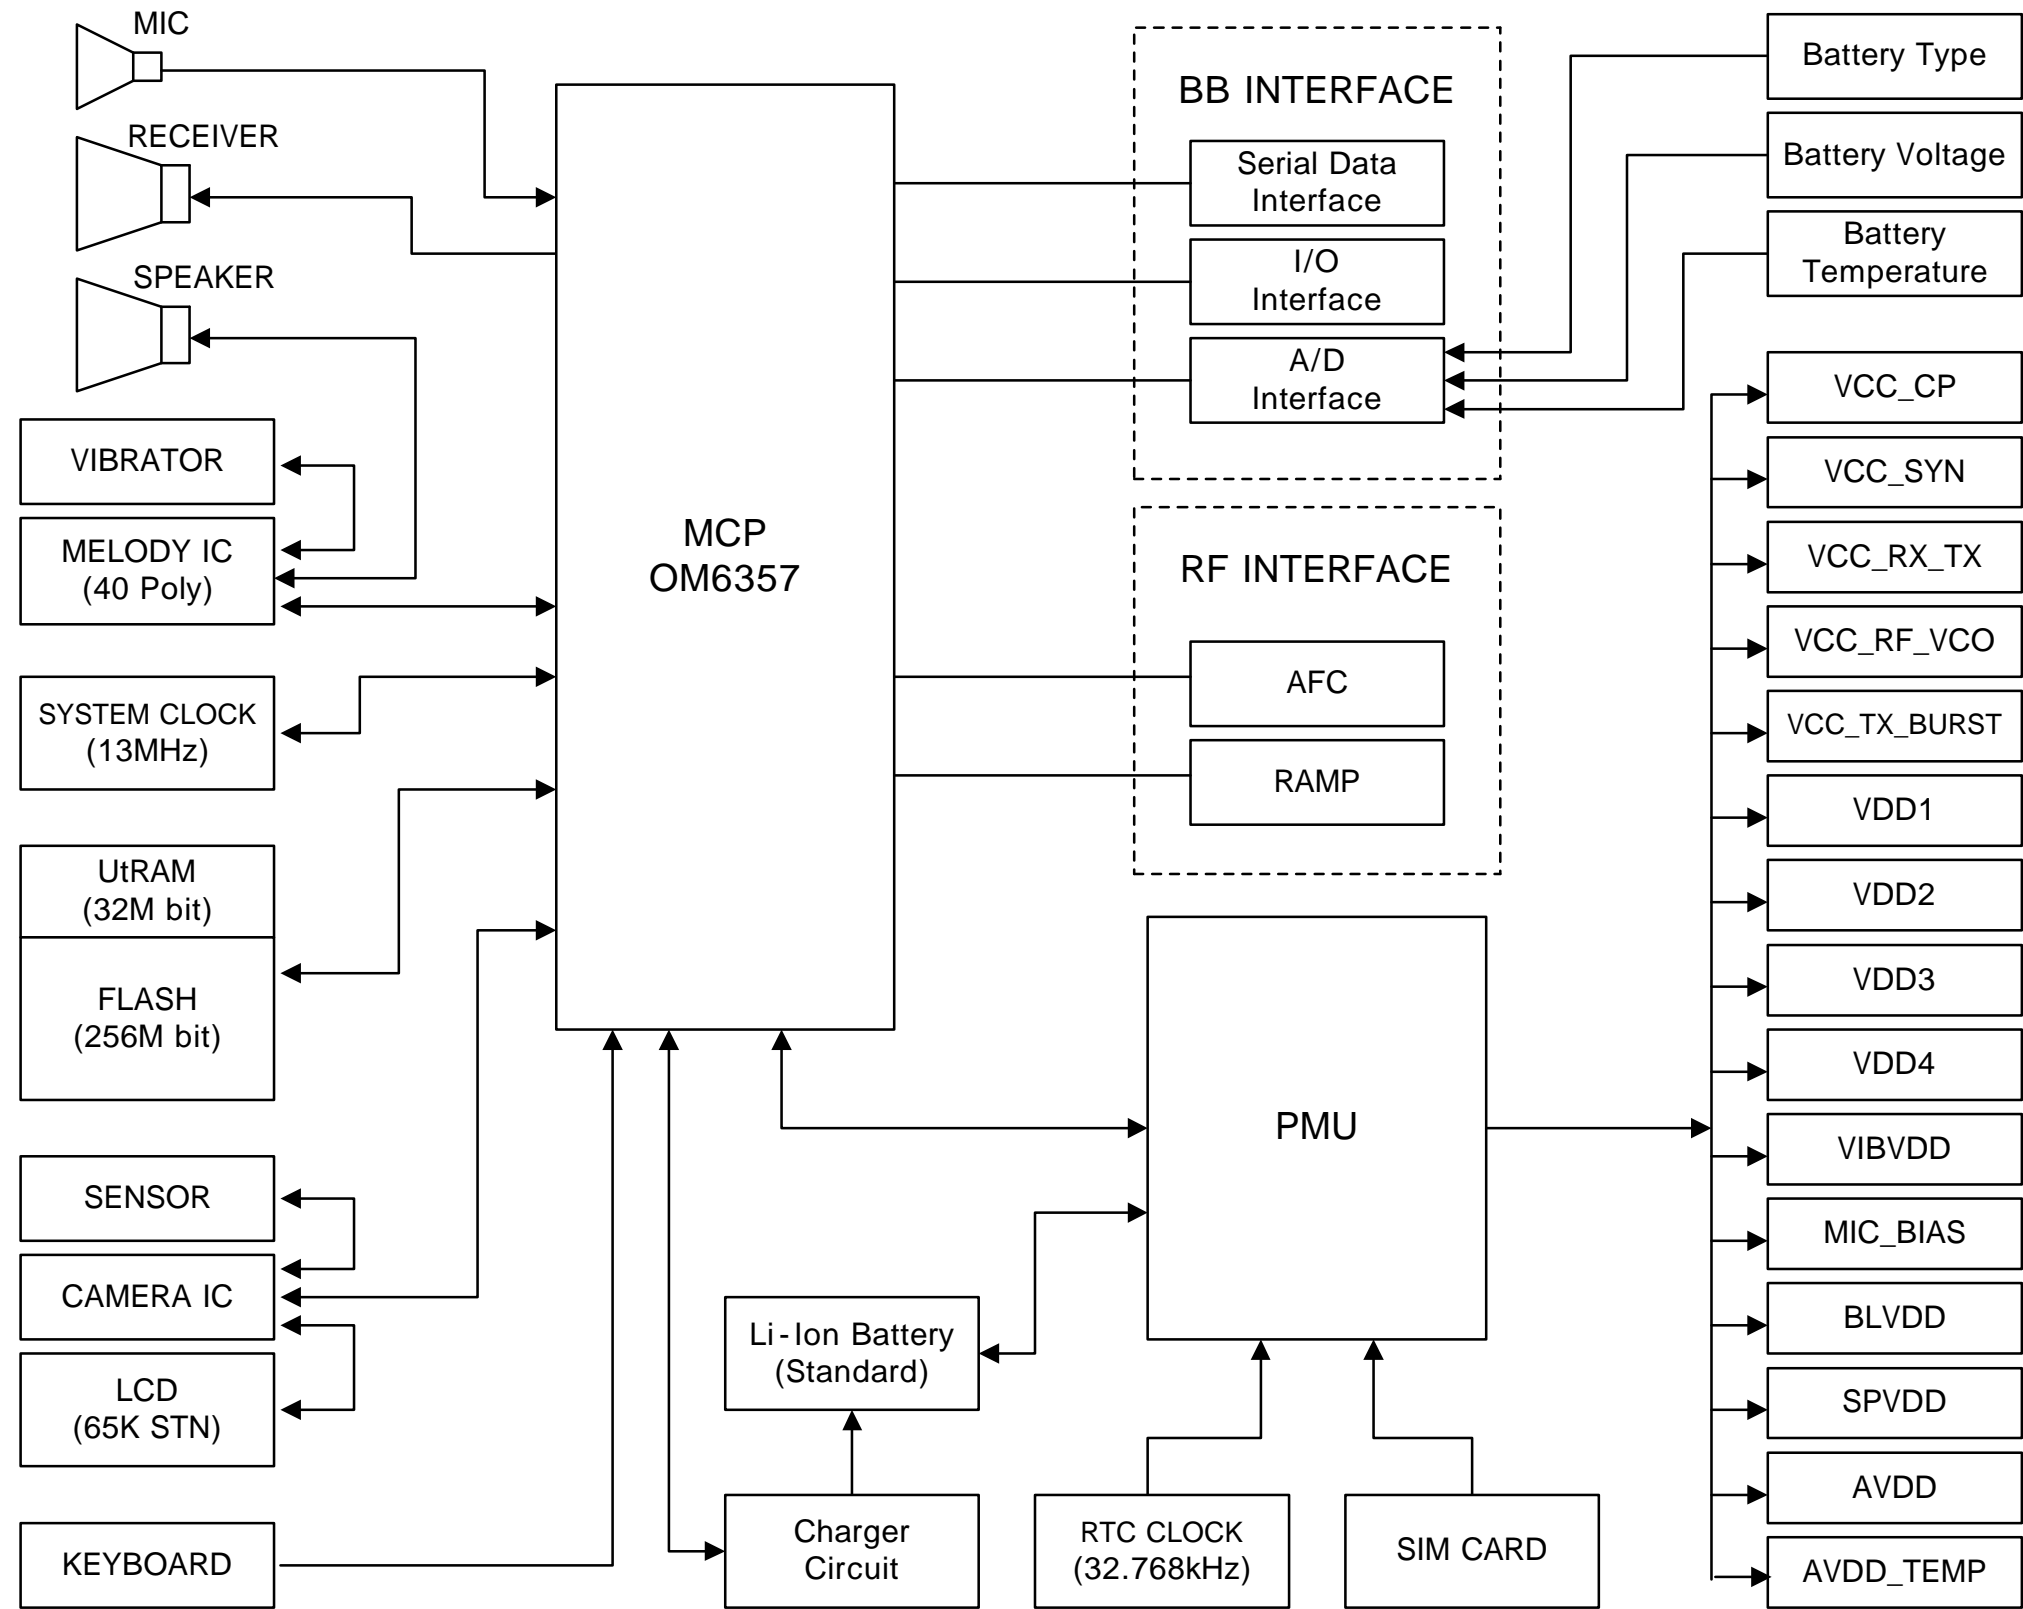 MIC
RECEIVER
SPEAKER
VIBRATOR
MELODY IC
(40 Poly)
SYSTEM CLOCK
(13MHz)
UtRAM
(32M bit)
FLASH
(256M bit)
SENSOR
CAMERA IC
LCD
(65K STN)
KEYBOARD
MCP
OM6357
BB INTERFACE
Serial Data
Interface
I/O
Interface
A/D
Interface
RF INTERFACE
AFC
RAMP
PMU
Li-Ion Battery
(Standard)
Charger
Circuit
RTC CLOCK
(32.768kHz)
SIM CARD
Battery Type
Battery Voltage
Battery
Temperature
VCC_CP
VCC_SYN
VCC_RX_TX
VCC_RF_VCO
VCC_TX_BURST
VDD1
VDD2
VDD3
VDD4
VIBVDD
MIC_BIAS
BLVDD
SPVDD
AVDD
AVDD_TEMP